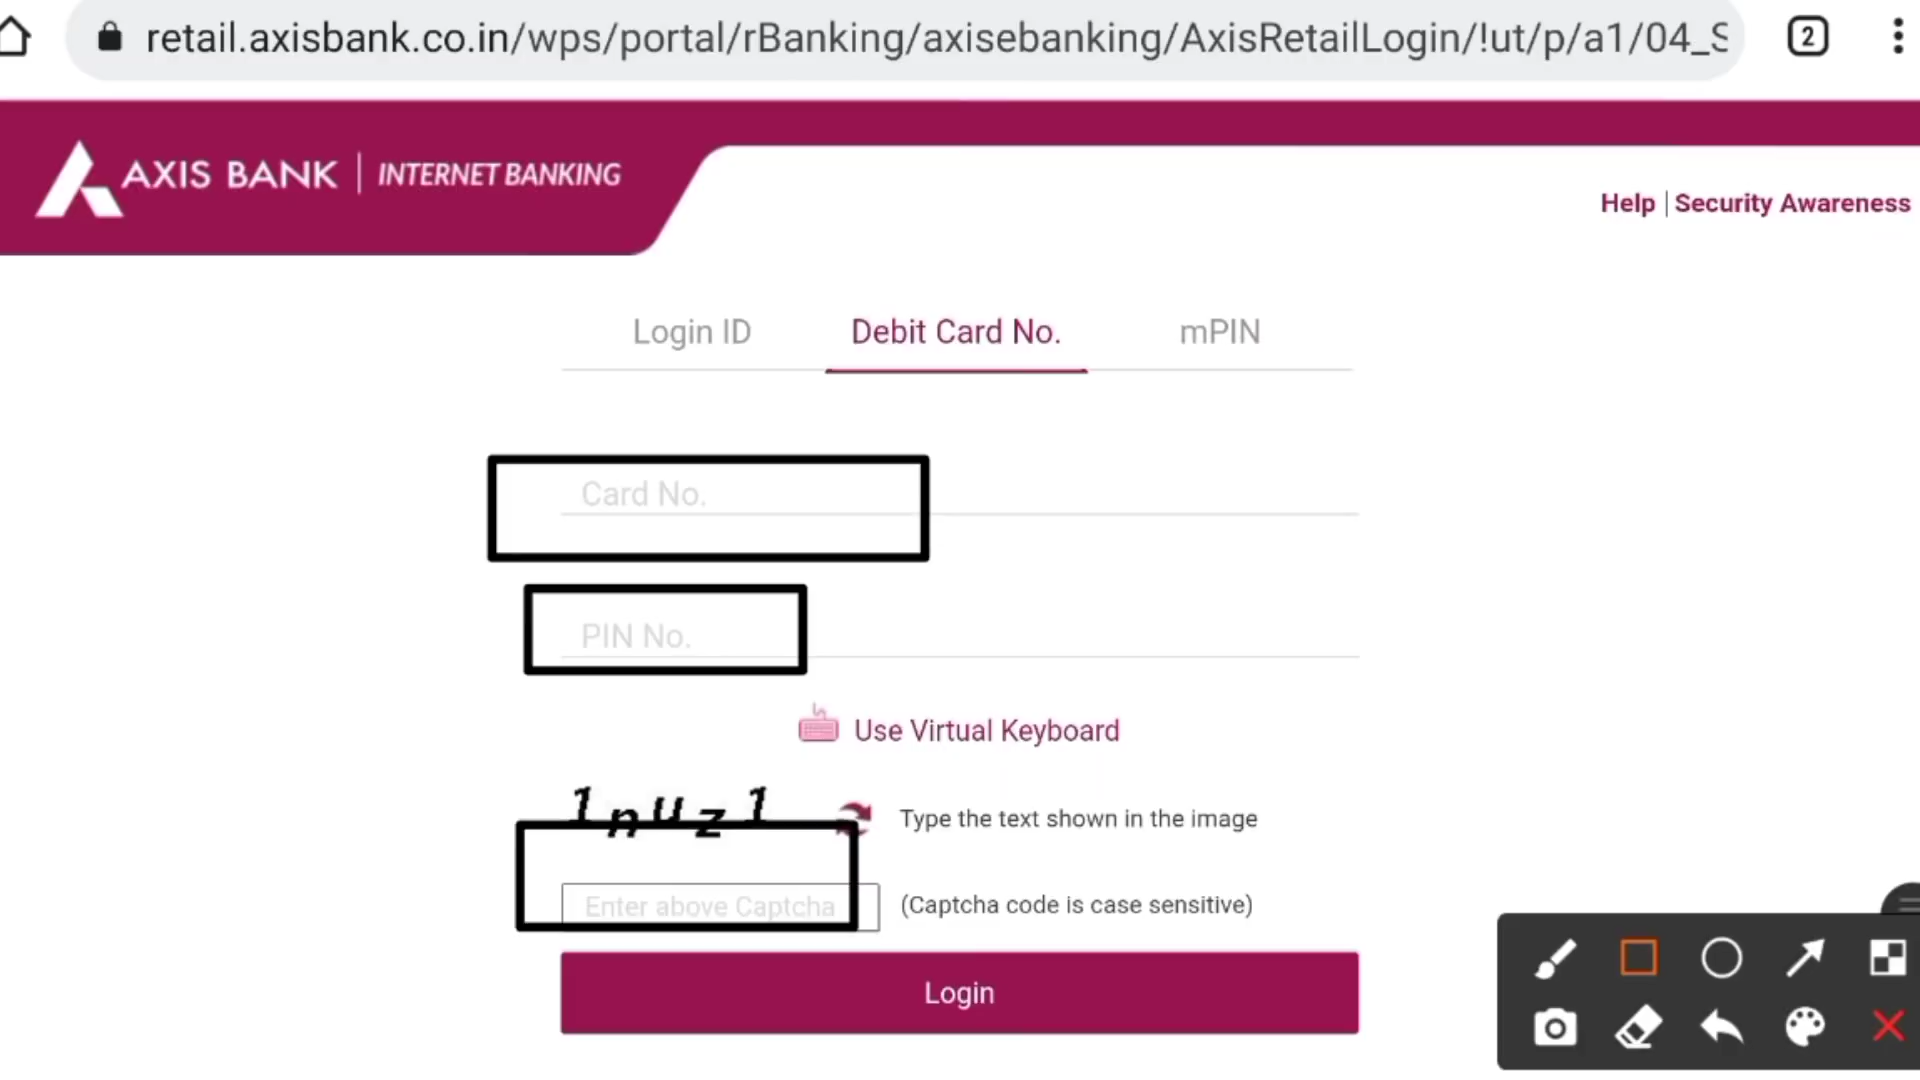 retail.axisbank.co.in/wps/portal/rBanking/axisebanking/AxisRetailLogin/!ut/p/a1/04_S
2
AXIS BANK | INTERNET BANKING
Help | Security Awareness
Login ID Debit Card No. mPIN
Card No.
PIN No.
Use Virtual Keyboard
1nuz1 Type the text shown in the image
Enter above Captcha (Captcha code is case sensitive)
Login